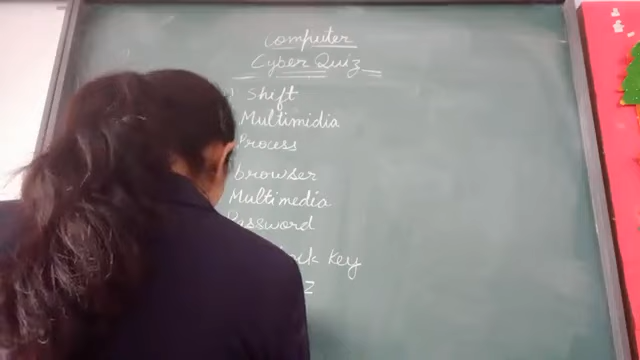 Computer
Cyber Quiz
Shift
Multimidia
Process
browser
Multimedia
Password
key
Z